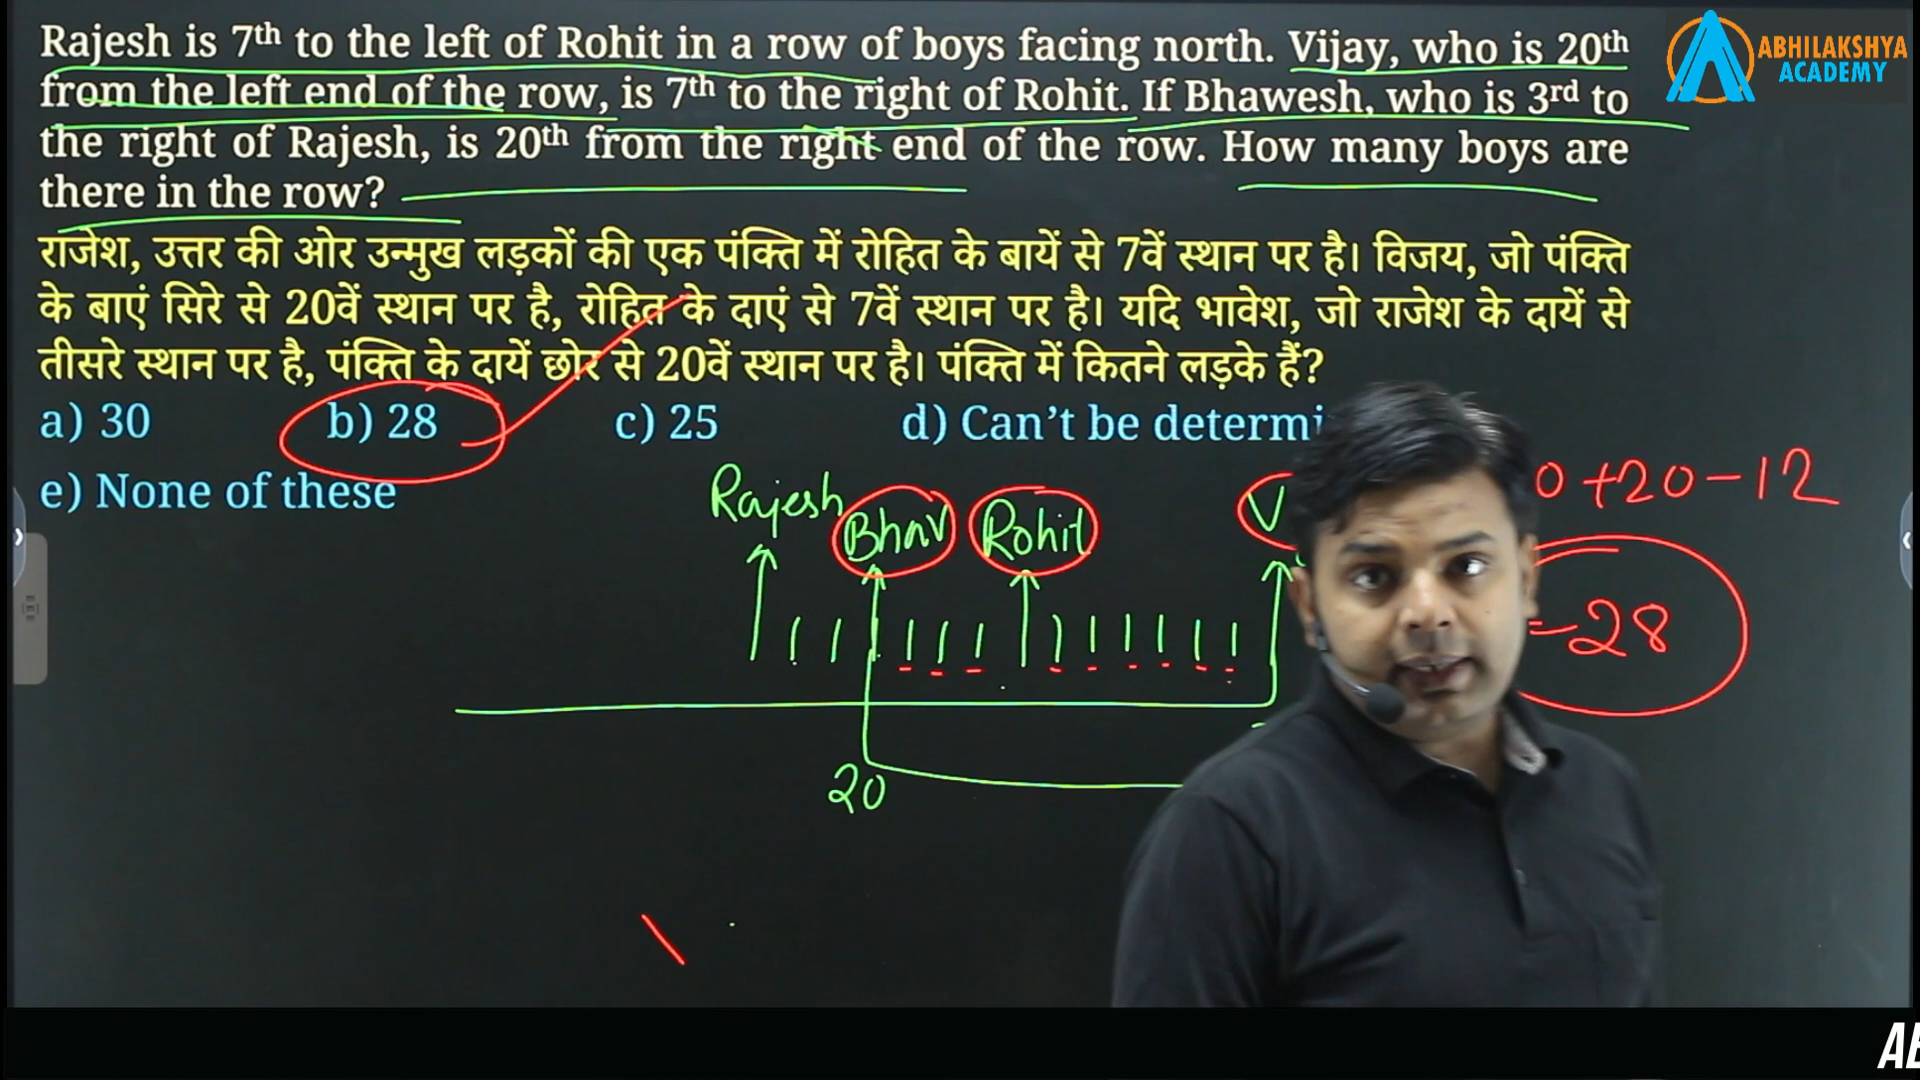 Rajesh is 7th to the left of Rohit in a row of boys facing north. Vijay, who is 20th
from the left end of the row, is 7th to the right of Rohit. If Bhawesh, who is 3rd to
the right of Rajesh, is 20th from the right end of the row. How many boys are
there in the row?
राजेश, उत्तर की ओर उन्मुख लड़कों की एक पंक्ति में रोहित के बायें से 7वें स्थान पर है। विजय, जो पंक्ति
के बाएं सिरे से 20वें स्थान पर है, रोहित के दाएं से 7वें स्थान पर है। यदि भावेश, जो राजेश के दायें से
तीसरे स्थान पर है, पंक्ति के दायें छोर से 20वें स्थान पर है। पंक्ति में कितने लड़के हैं?
a) 30 b) 28 c) 25 d) Can’t be
e) None of these
Rajesh Bhav Rohit V
0+20-12
=28
20
ABHILAKSHYA
ACADEMY